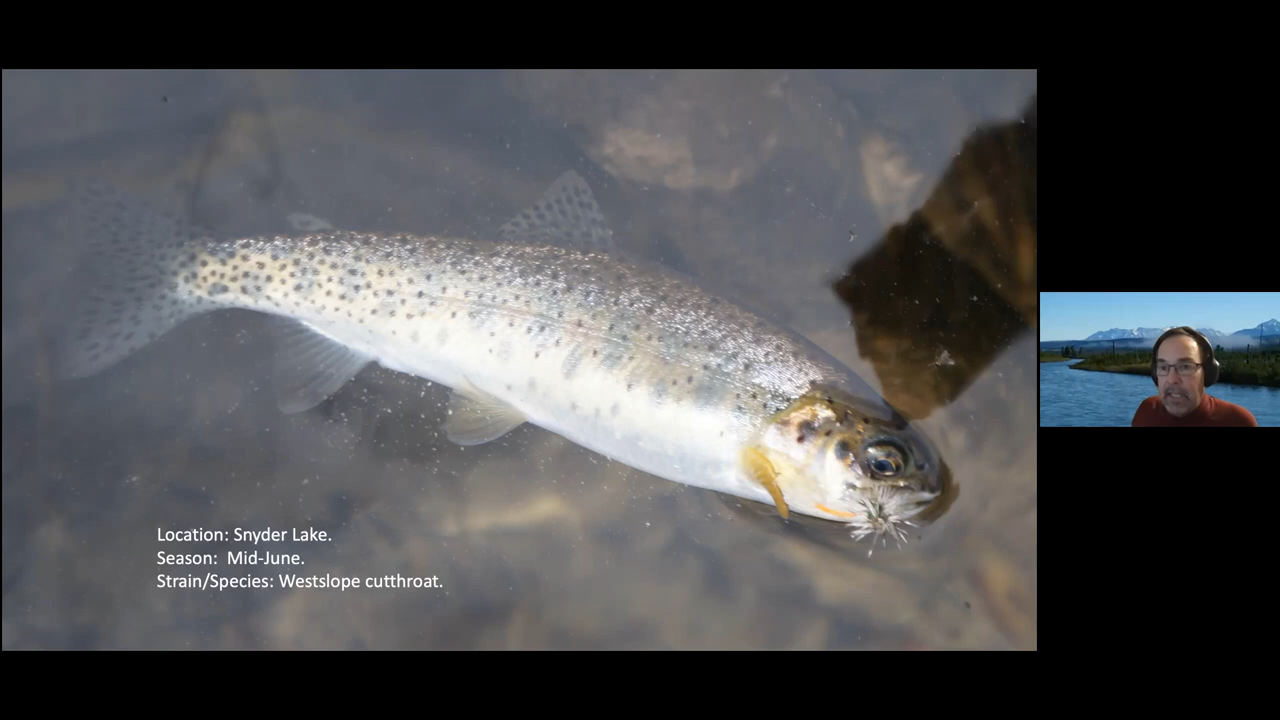 Location: Snyder Lake.
Season:  Mid-June.
Strain/Species: Westslope cutthroat.